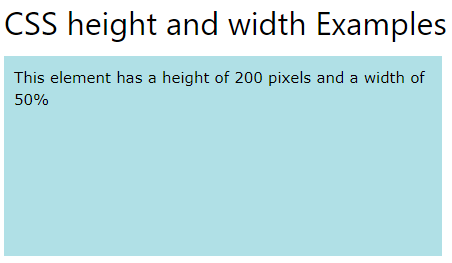 CSS height and width Examples
This element has a height of 200 pixels and a width of
50%